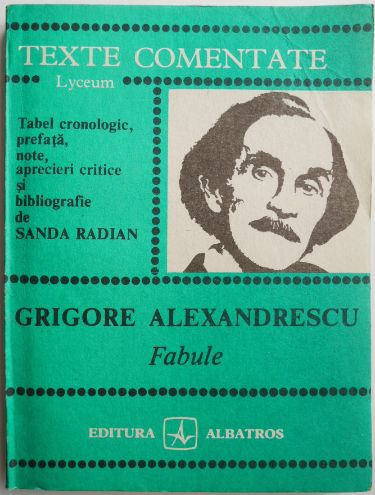 TEXTE COMENTATE
Lyceum
Tabel cronologic,
prefață,
note,
aprecieri critice
și
bibliografie
de
SANDA RADIAN
GRIGORE ALEXANDRESCU
Fabule
EDITURA ALBATROS